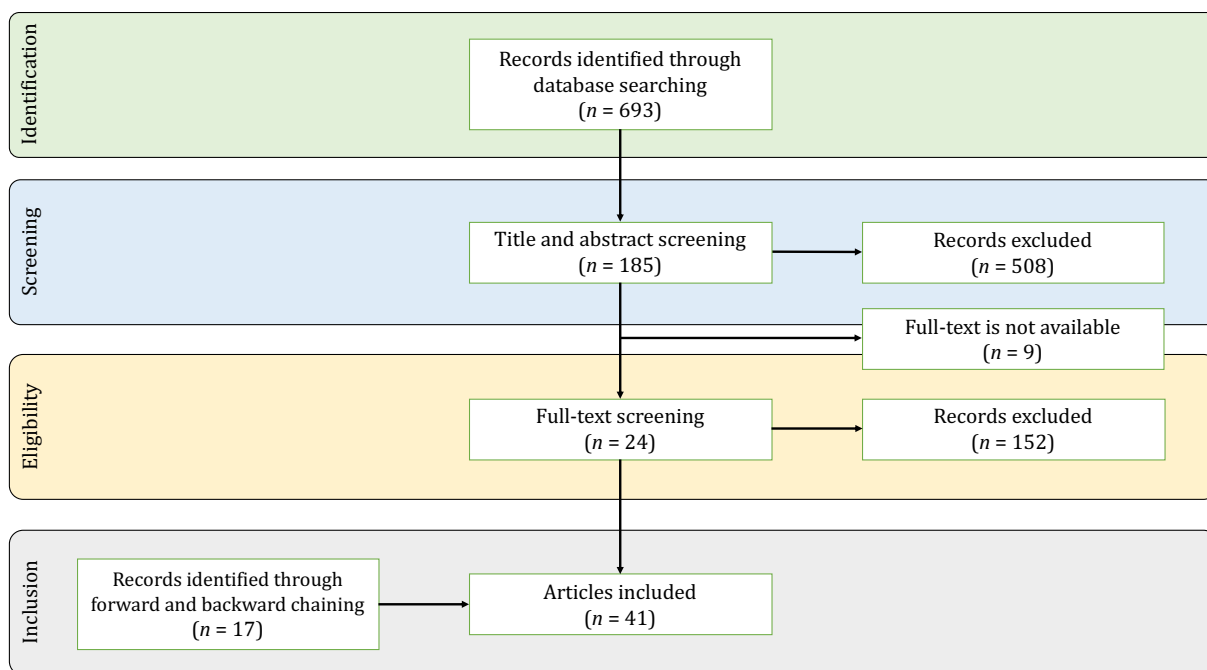 Identification
Records identified through
database searching
(n = 693)
Screening
Title and abstract screening
(n = 185)
Records excluded
(n = 508)
Full-text is not available
(n = 9)
Eligibility
Full-text screening
(n = 24)
Records excluded
(n = 152)
Inclusion
Records identified through
forward and backward chaining
(n = 17)
Articles included
(n = 41)